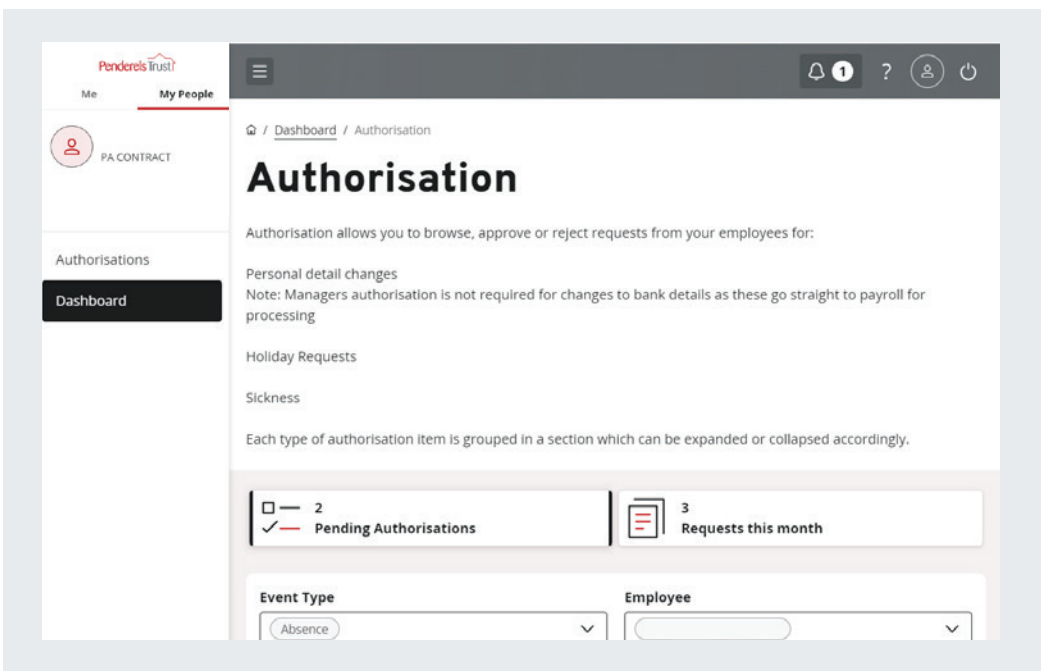 Penderels Trust
Me My People
PA CONTRACT
Authorisations
Dashboard
1 ?
/ Dashboard / Authorisation
Authorisation
Authorisation allows you to browse, approve or reject requests from your employees for:
Personal detail changes
Note: Managers authorisation is not required for changes to bank details as these go straight to payroll for
processing
Holiday Requests
Sickness
Each type of authorisation item is grouped in a section which can be expanded or collapsed accordingly.
2
Pending Authorisations
3
Requests this month
Event Type
Absence
Employee